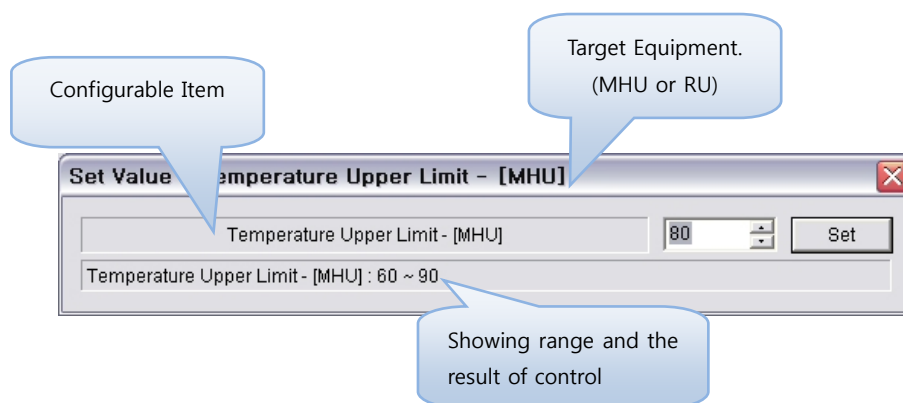 Target Equipment.
(MHU or RU)
Configurable Item
Set Value Temperature Upper Limit - [MHU]
Temperature Upper Limit - [MHU]
80
Set
Temperature Upper Limit - [MHU] : 60 ~ 90
Showing range and the
result of control